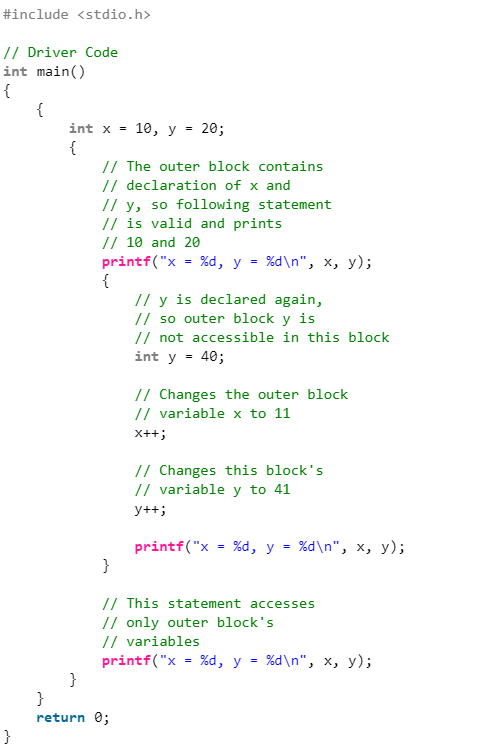 #include <stdio.h>

// Driver Code
int main()
{
    {
        int x = 10, y = 20;
        {
            // The outer block contains
            // declaration of x and
            // y, so following statement
            // is valid and prints
            // 10 and 20
            printf("x = %d, y = %d\n", x, y);
            {
                // y is declared again,
                // so outer block y is
                // not accessible in this block
                int y = 40;

                // Changes the outer block
                // variable x to 11
                x++;

                // Changes this block's
                // variable y to 41
                y++;

                printf("x = %d, y = %d\n", x, y);
            }

            // This statement accesses
            // only outer block's
            // variables
            printf("x = %d, y = %d\n", x, y);
        }
    }
    return 0;
}